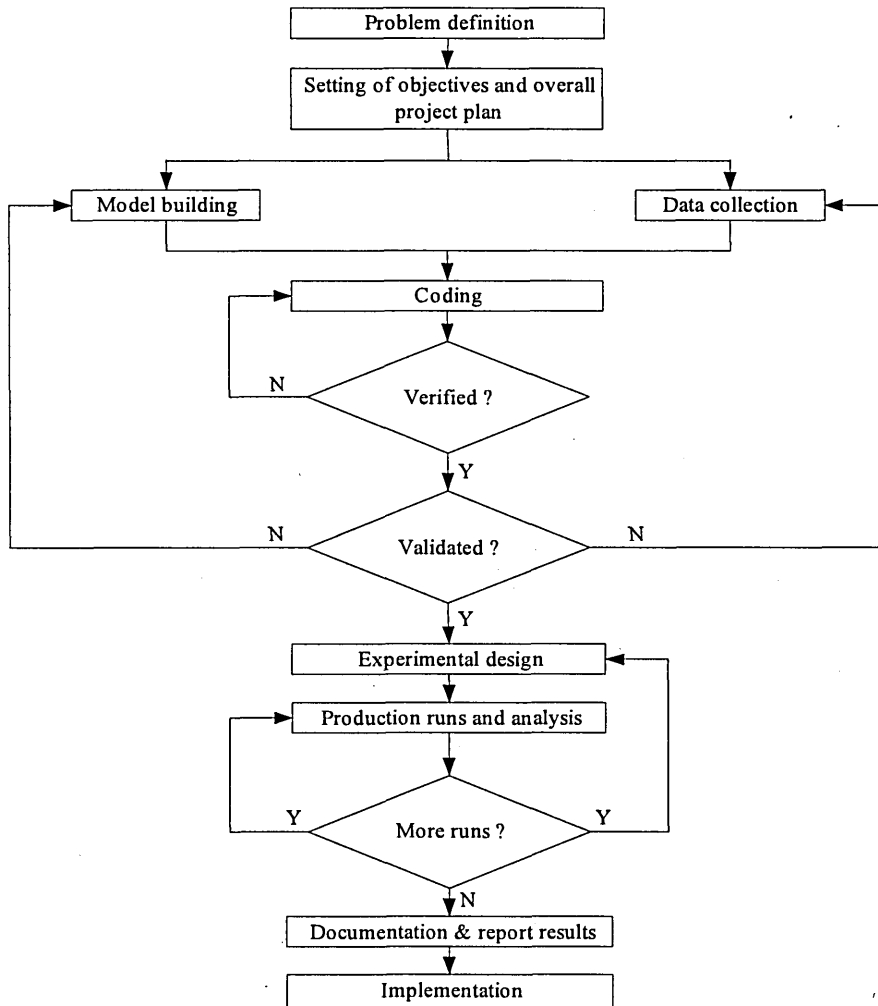 Problem definition
Setting of objectives and overall
project plan
Model building
Data collection
Coding
N
Verified ?
Y
N
Validated ?
N
Y
Experimental design
Production runs and analysis
Y
More runs ?
Y
N
Documentation & report results
Implementation